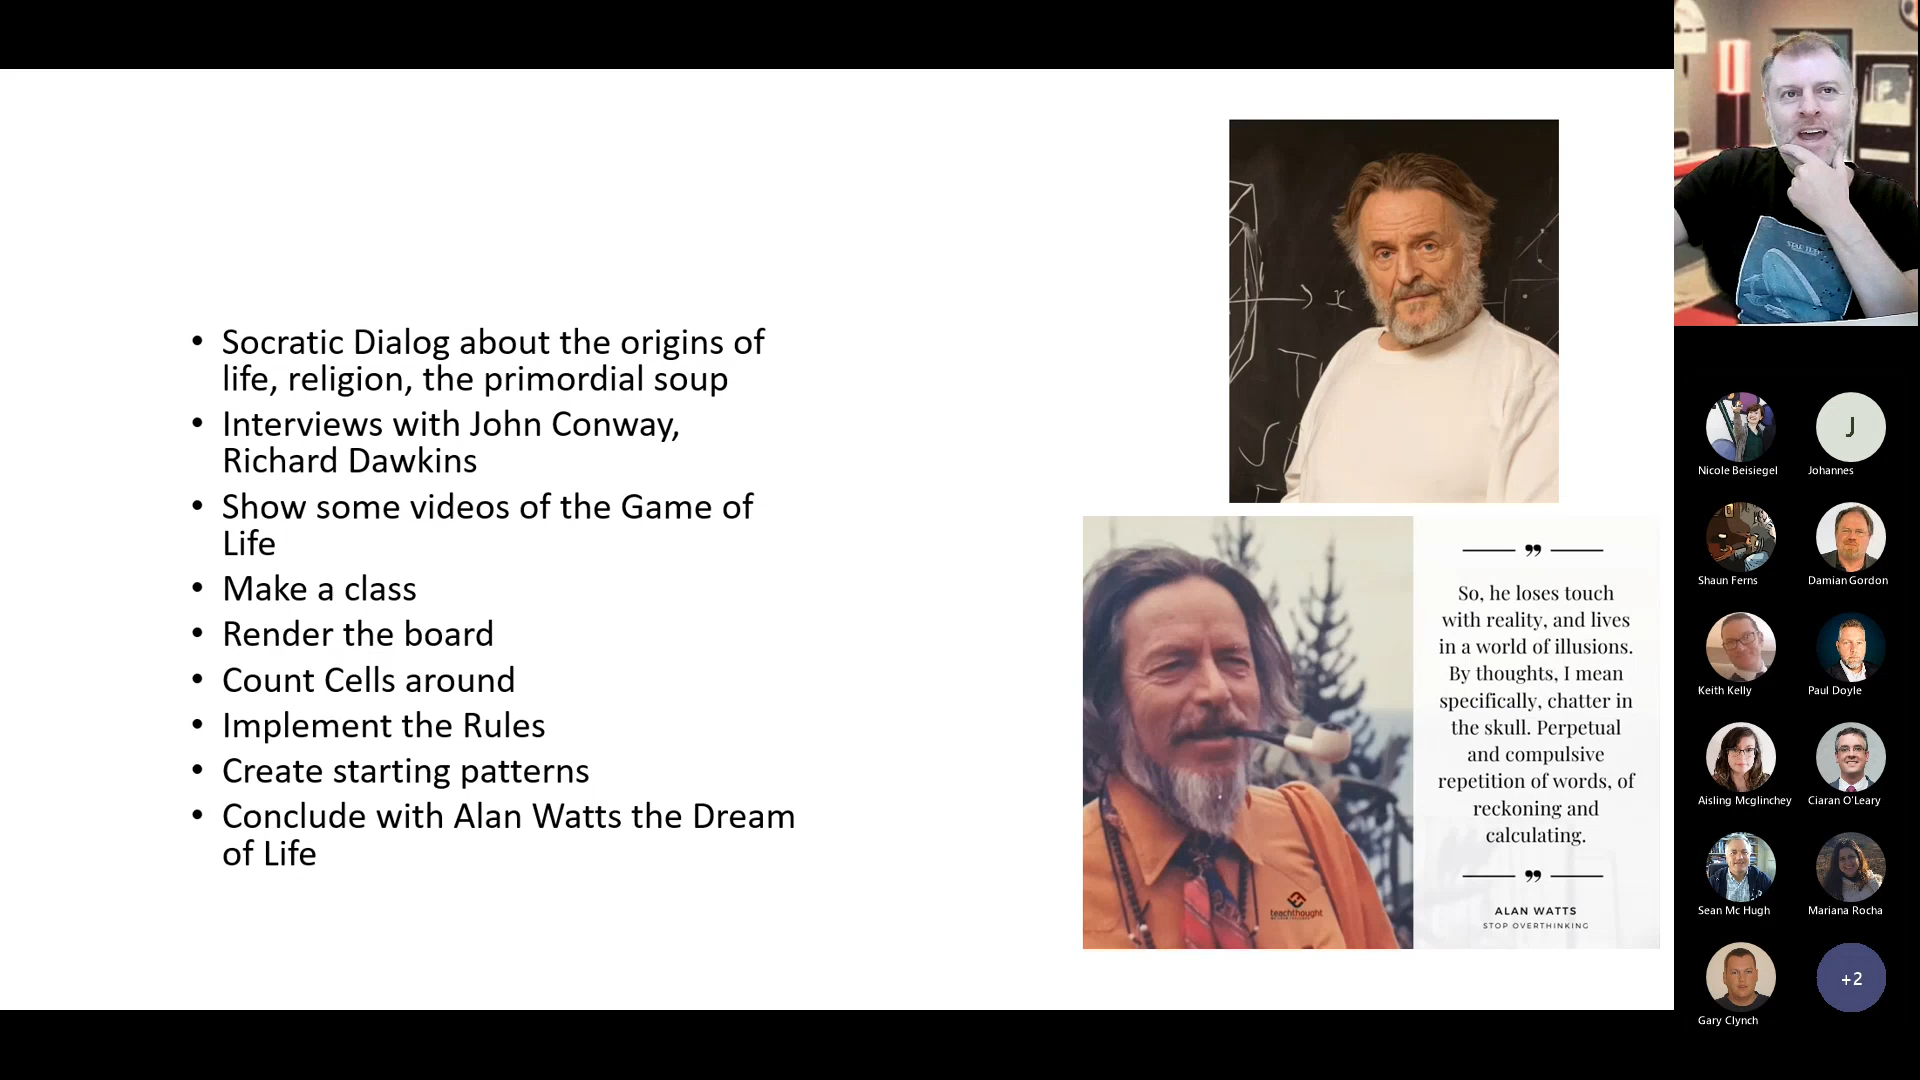 • Socratic Dialog about the origins of
life, religion, the primordial soup
• Interviews with John Conway,
Richard Dawkins
• Show some videos of the Game of
Life
• Make a class
• Render the board
• Count Cells around
• Implement the Rules
• Create starting patterns
• Conclude with Alan Watts the Dream
of Life
x
T
”
So, he loses touch
with reality, and lives
in a world of illusions.
By thoughts, I mean
specifically, chatter in
the skull. Perpetual
and compulsive
repetition of words, of
reckoning and
calculating.
”
ALAN WATTS
STOP OVERTHINKING
teachthought
STAR TREK
J
Nicole Beisiegel
Johannes
Shaun Ferns
Damian Gordon
Keith Kelly
Paul Doyle
Aisling Mcglinchey
Ciaran O'Leary
Sean Mc Hugh
Mariana Rocha
+2
Gary Clynch